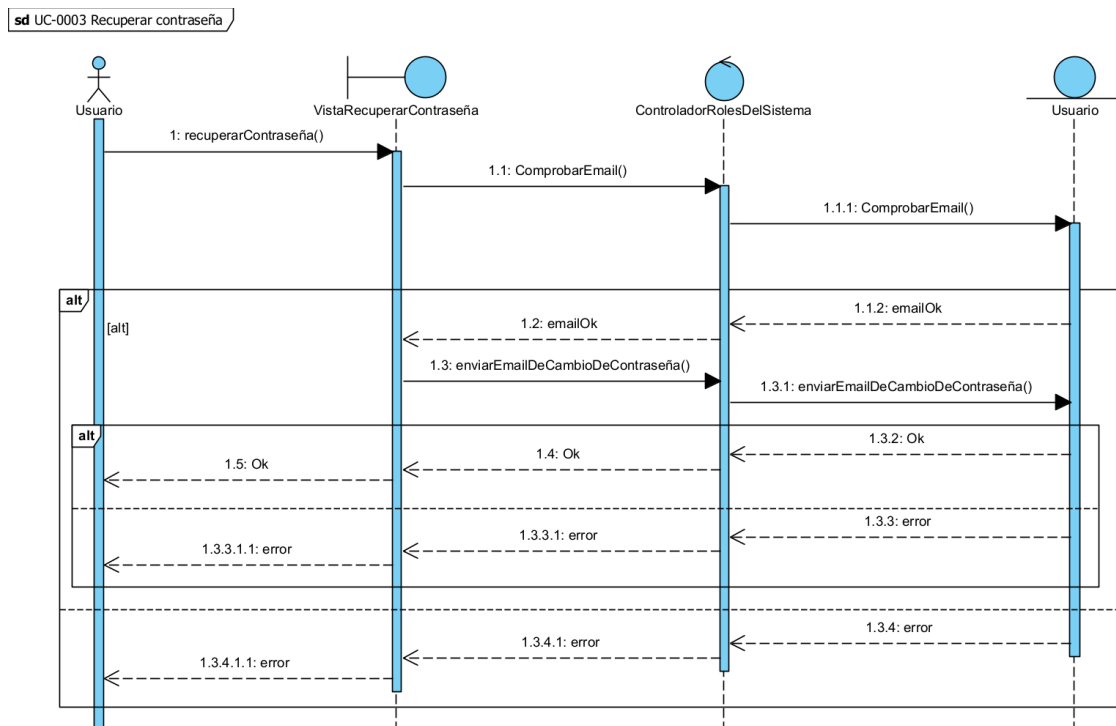 sd UC-0003 Recuperar contraseña
Usuario
VistaRecuperarContraseña
ControladorRolesDelSistema
Usuario
1: recuperarContraseña()
1.1: ComprobarEmail()
1.1.1: ComprobarEmail()
alt
[alt]
1.1.2: emailOk
1.2: emailOk
1.3: enviarEmailDeCambioDeContraseña()
1.3.1: enviarEmailDeCambioDeContraseña()
alt
1.3.2: Ok
1.4: Ok
1.5: Ok
1.3.3: error
1.3.3.1: error
1.3.3.1.1: error
1.3.4: error
1.3.4.1: error
1.3.4.1.1: error